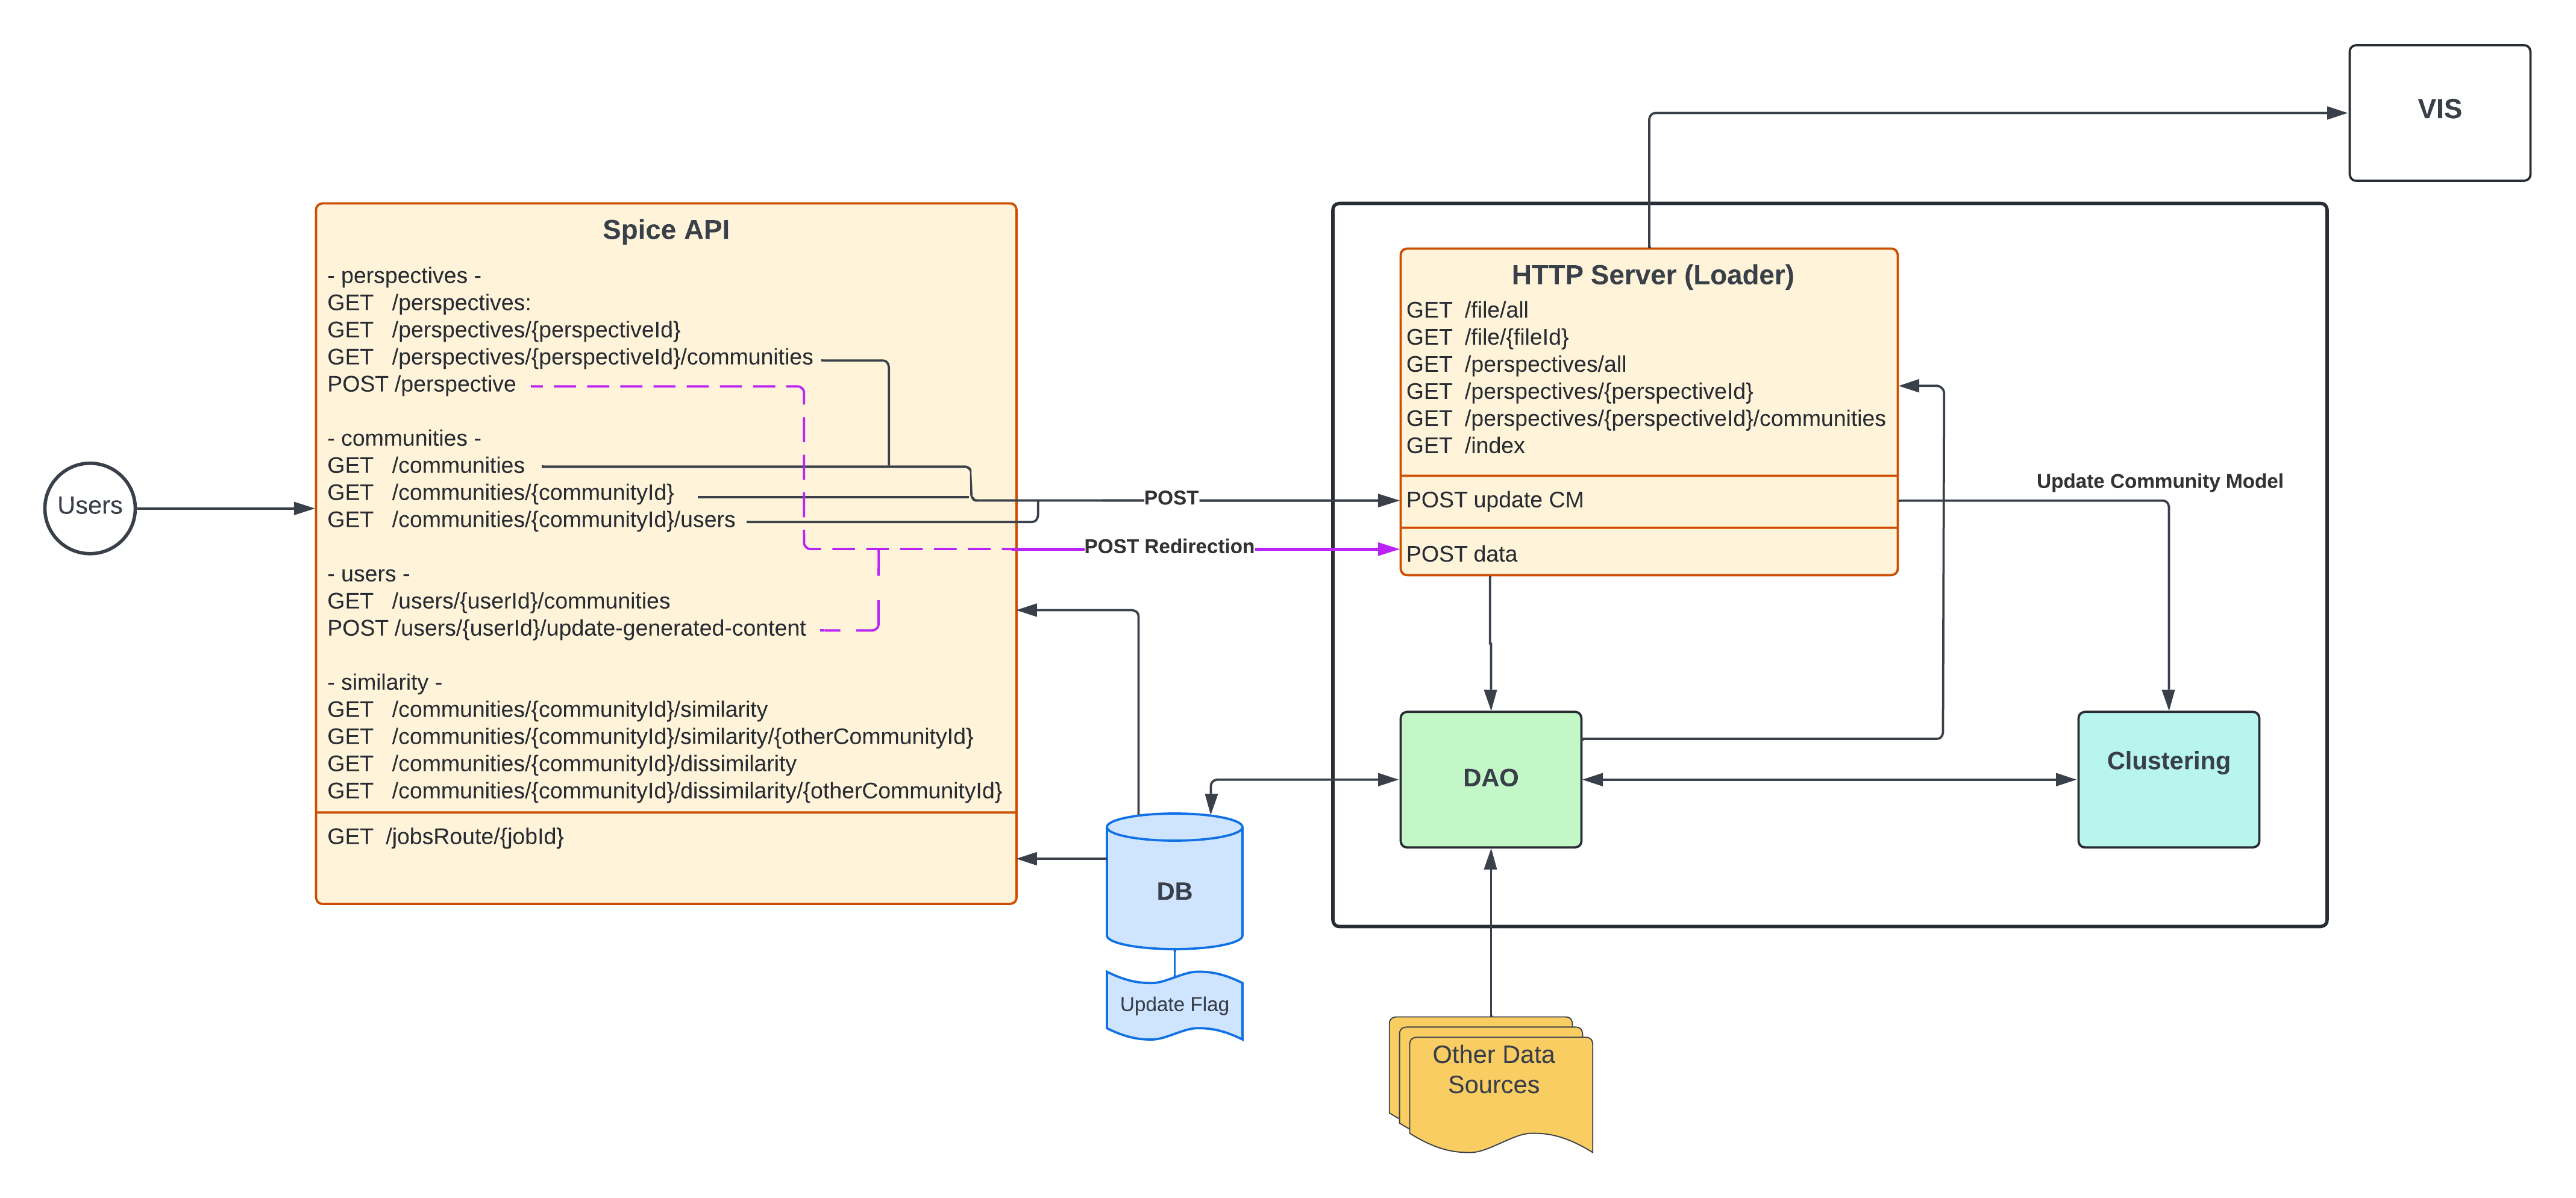 VIS
Spice API
- perspectives -
GET /perspectives:
GET /perspectives/{perspectiveId}
GET /perspectives/{perspectiveId}/communities
POST /perspective
- communities -
GET /communities
GET /communities/{communityId}
GET /communities/{communityId}/users
- users -
GET /users/{userId}/communities
POST /users/{userId}/update-generated-content
- similarity -
GET /communities/{communityId}/similarity
GET /communities/{communityId}/similarity/{otherCommunityId}
GET /communities/{communityId}/dissimilarity
GET /communities/{communityId}/dissimilarity/{otherCommunityId}
GET /jobsRoute/{jobId}
Users
POST
POST Redirection
HTTP Server (Loader)
GET /file/all
GET /file/{fileId}
GET /perspectives/all
GET /perspectives/{perspectiveId}
GET /perspectives/{perspectiveId}/communities
GET /index
POST update CM
POST data
Update Community Model
DAO
Clustering
DB
Update Flag
Other Data
Sources